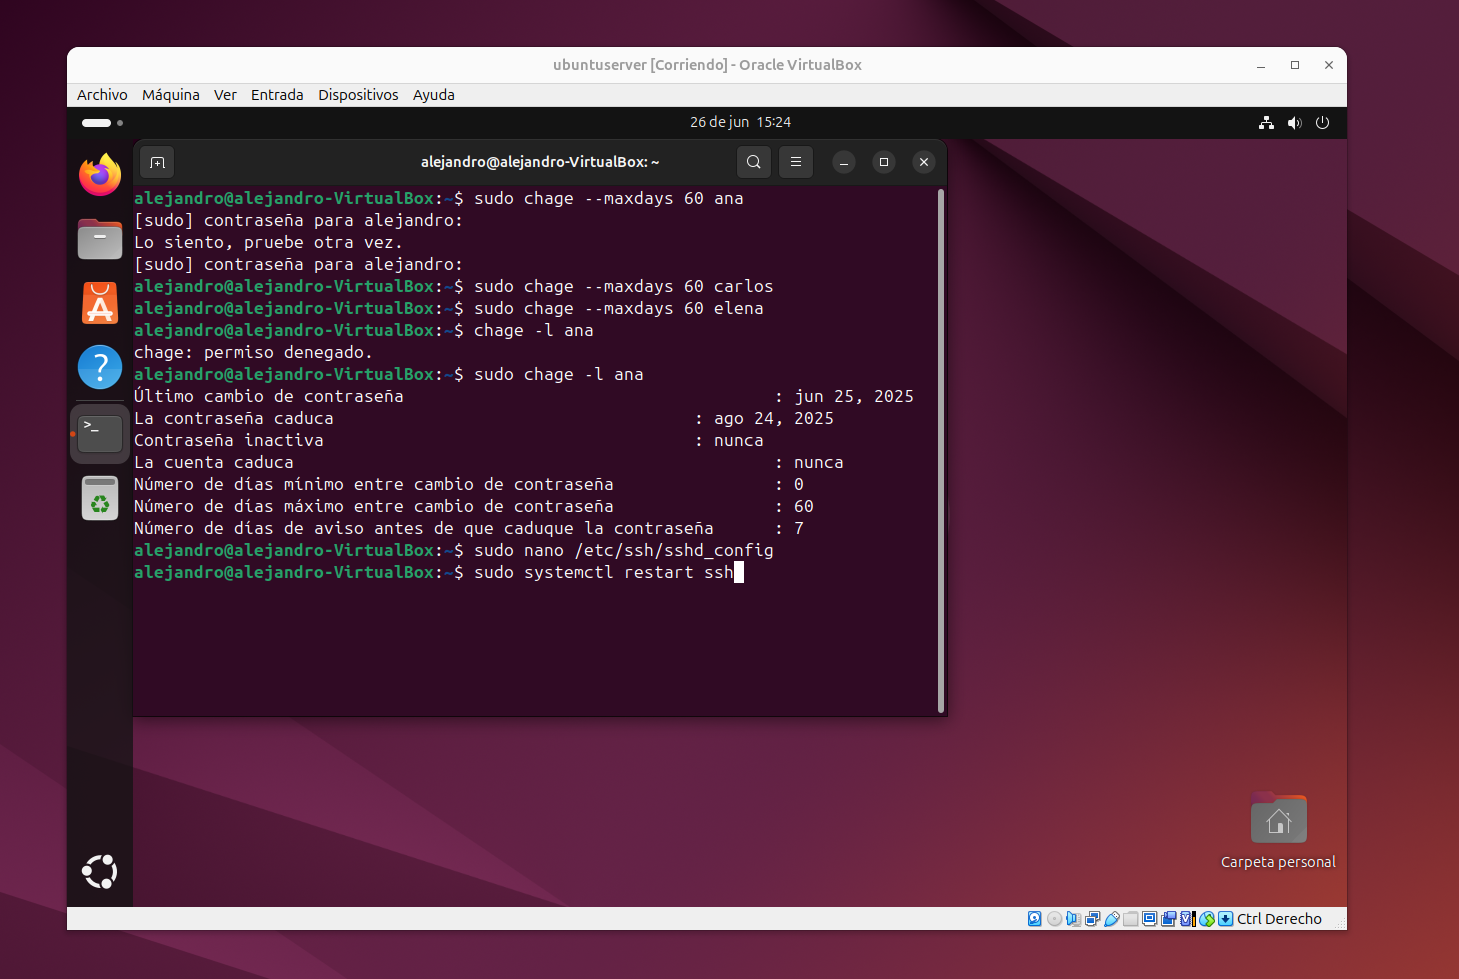 ubuntuserver [Corriendo] - Oracle VirtualBox
Archivo Máquina Ver Entrada Dispositivos Ayuda
26 de jun 15:24
alejandro@alejandro-VirtualBox: ~
alejandro@alejandro-VirtualBox:~$ sudo chage --maxdays 60 ana
[sudo] contraseña para alejandro:
Lo siento, pruebe otra vez.
[sudo] contraseña para alejandro:
alejandro@alejandro-VirtualBox:~$ sudo chage --maxdays 60 carlos
alejandro@alejandro-VirtualBox:~$ sudo chage --maxdays 60 elena
alejandro@alejandro-VirtualBox:~$ chage -l ana
chage: permiso denegado.
alejandro@alejandro-VirtualBox:~$ sudo chage -l ana
Último cambio de contraseña : jun 25, 2025
La contraseña caduca : ago 24, 2025
Contraseña inactiva : nunca
La cuenta caduca : nunca
Número de días mínimo entre cambio de contraseña : 0
Número de días máximo entre cambio de contraseña : 60
Número de días de aviso antes de que caduque la contraseña : 7
alejandro@alejandro-VirtualBox:~$ sudo nano /etc/ssh/sshd_config
alejandro@alejandro-VirtualBox:~$ sudo systemctl restart ssh
Carpeta personal
Ctrl Derecho